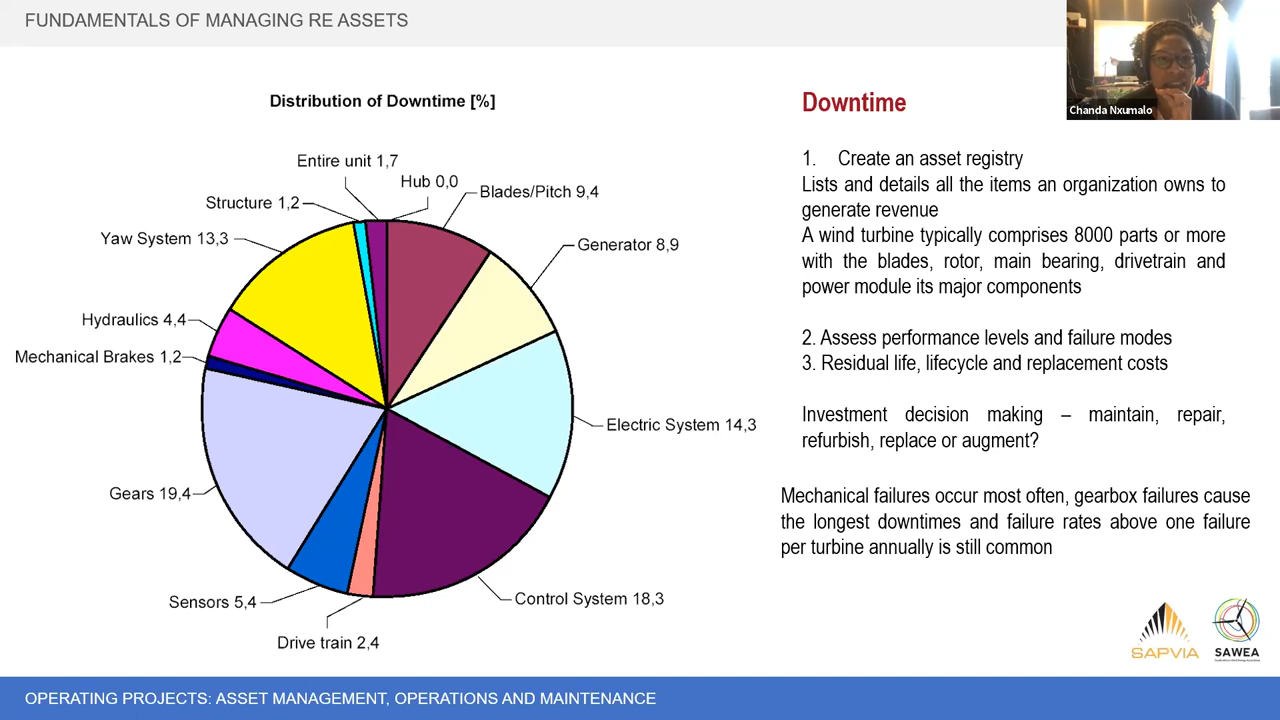 FUNDAMENTALS OF MANAGING RE ASSETS
Chanda Nxumalo
Distribution of Downtime [%]
Entire unit 1,7
Hub 0,0
Blades/Pitch 9,4
Structure 1,2
Yaw System 13,3
Generator 8,9
Hydraulics 4,4
Mechanical Brakes 1,2
Electric System 14,3
Gears 19,4
Sensors 5,4
Control System 18,3
Drive train 2,4
Downtime
1. Create an asset registry
Lists and details all the items an organization owns to
generate revenue
A wind turbine typically comprises 8000 parts or more
with the blades, rotor, main bearing, drivetrain and
power module its major components
2. Assess performance levels and failure modes
3. Residual life, lifecycle and replacement costs
Investment decision making – maintain, repair,
refurbish, replace or augment?
Mechanical failures occur most often, gearbox failures cause
the longest downtimes and failure rates above one failure
per turbine annually is still common
SAPVIA
SAWEA
OPERATING PROJECTS: ASSET MANAGEMENT, OPERATIONS AND MAINTENANCE